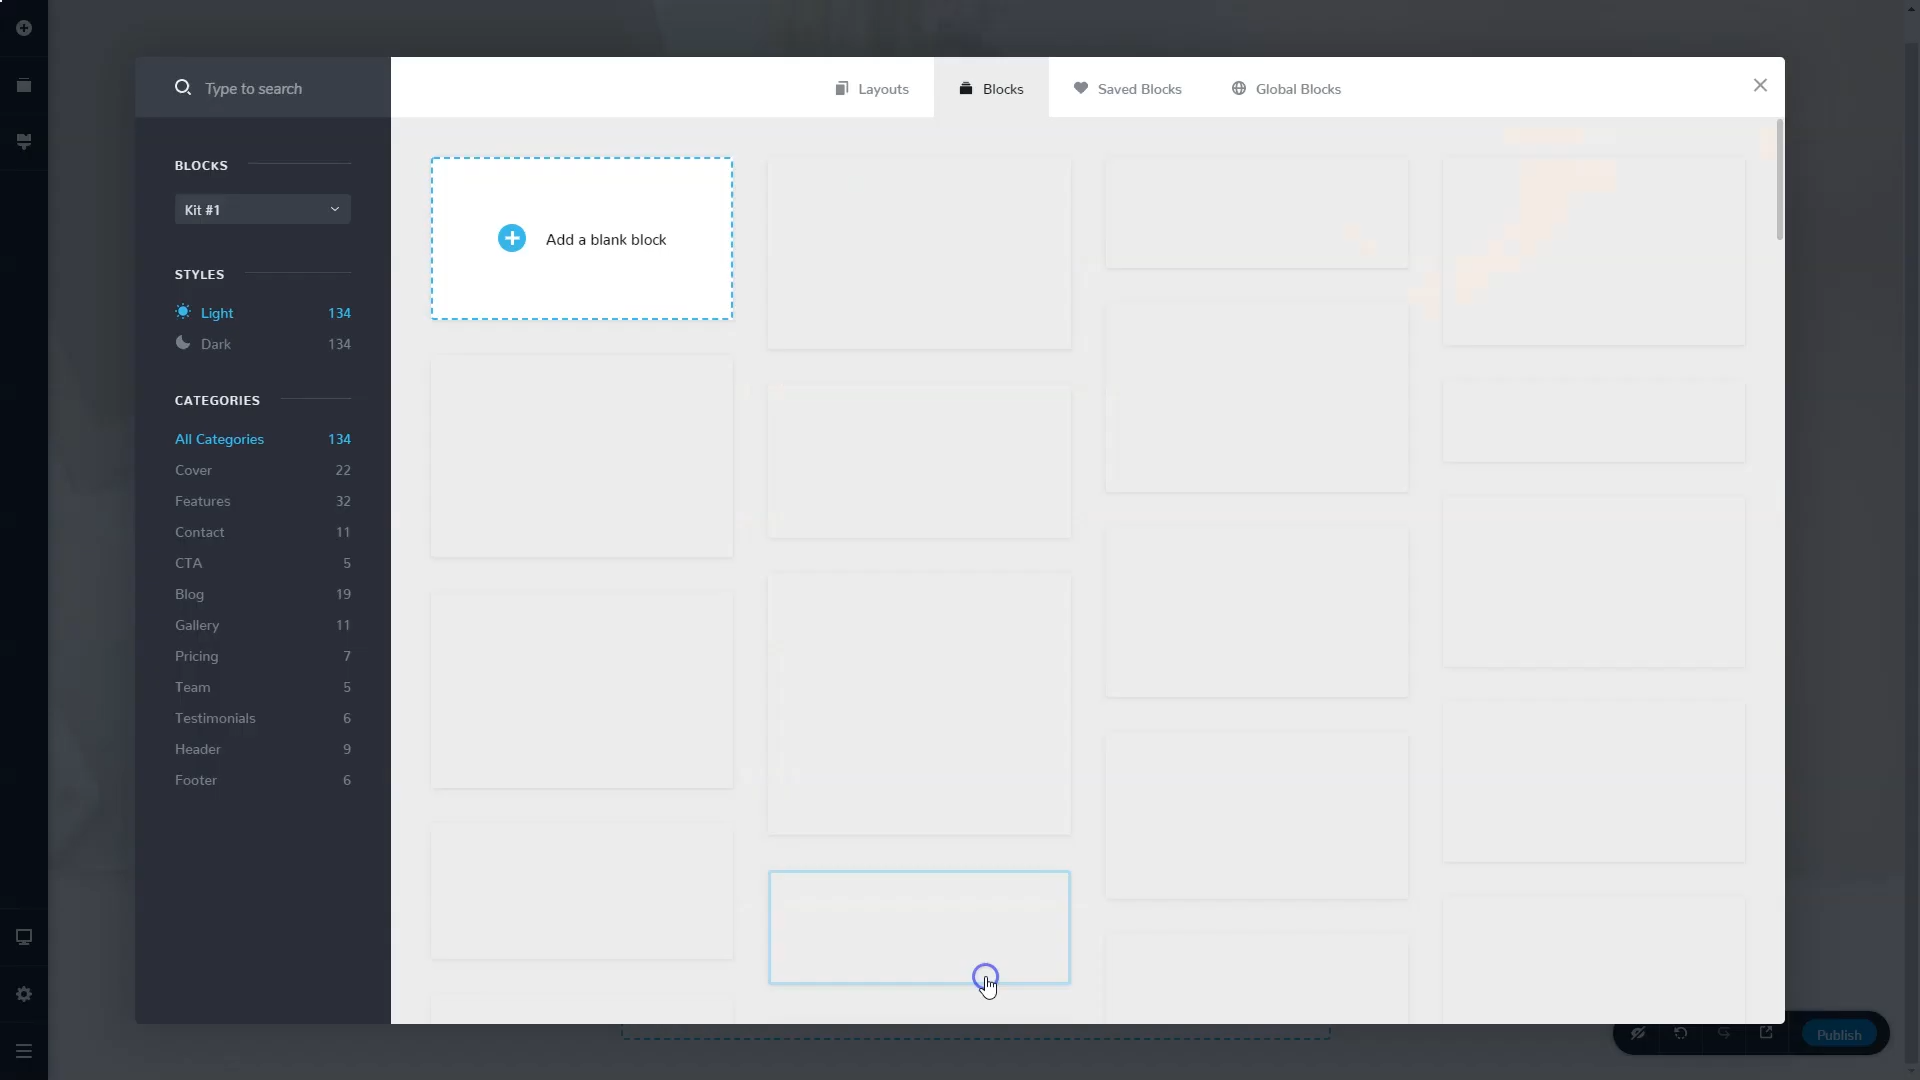 Type to search
Layouts
Blocks
Saved Blocks
Global Blocks
BLOCKS
Kit #1
STYLES
Light 134
Dark 134
CATEGORIES
All Categories 134
Cover 22
Features 32
Contact 11
CTA 5
Blog 19
Gallery 11
Pricing 7
Team 5
Testimonials 6
Header 9
Footer 6
Add a blank block
Publish